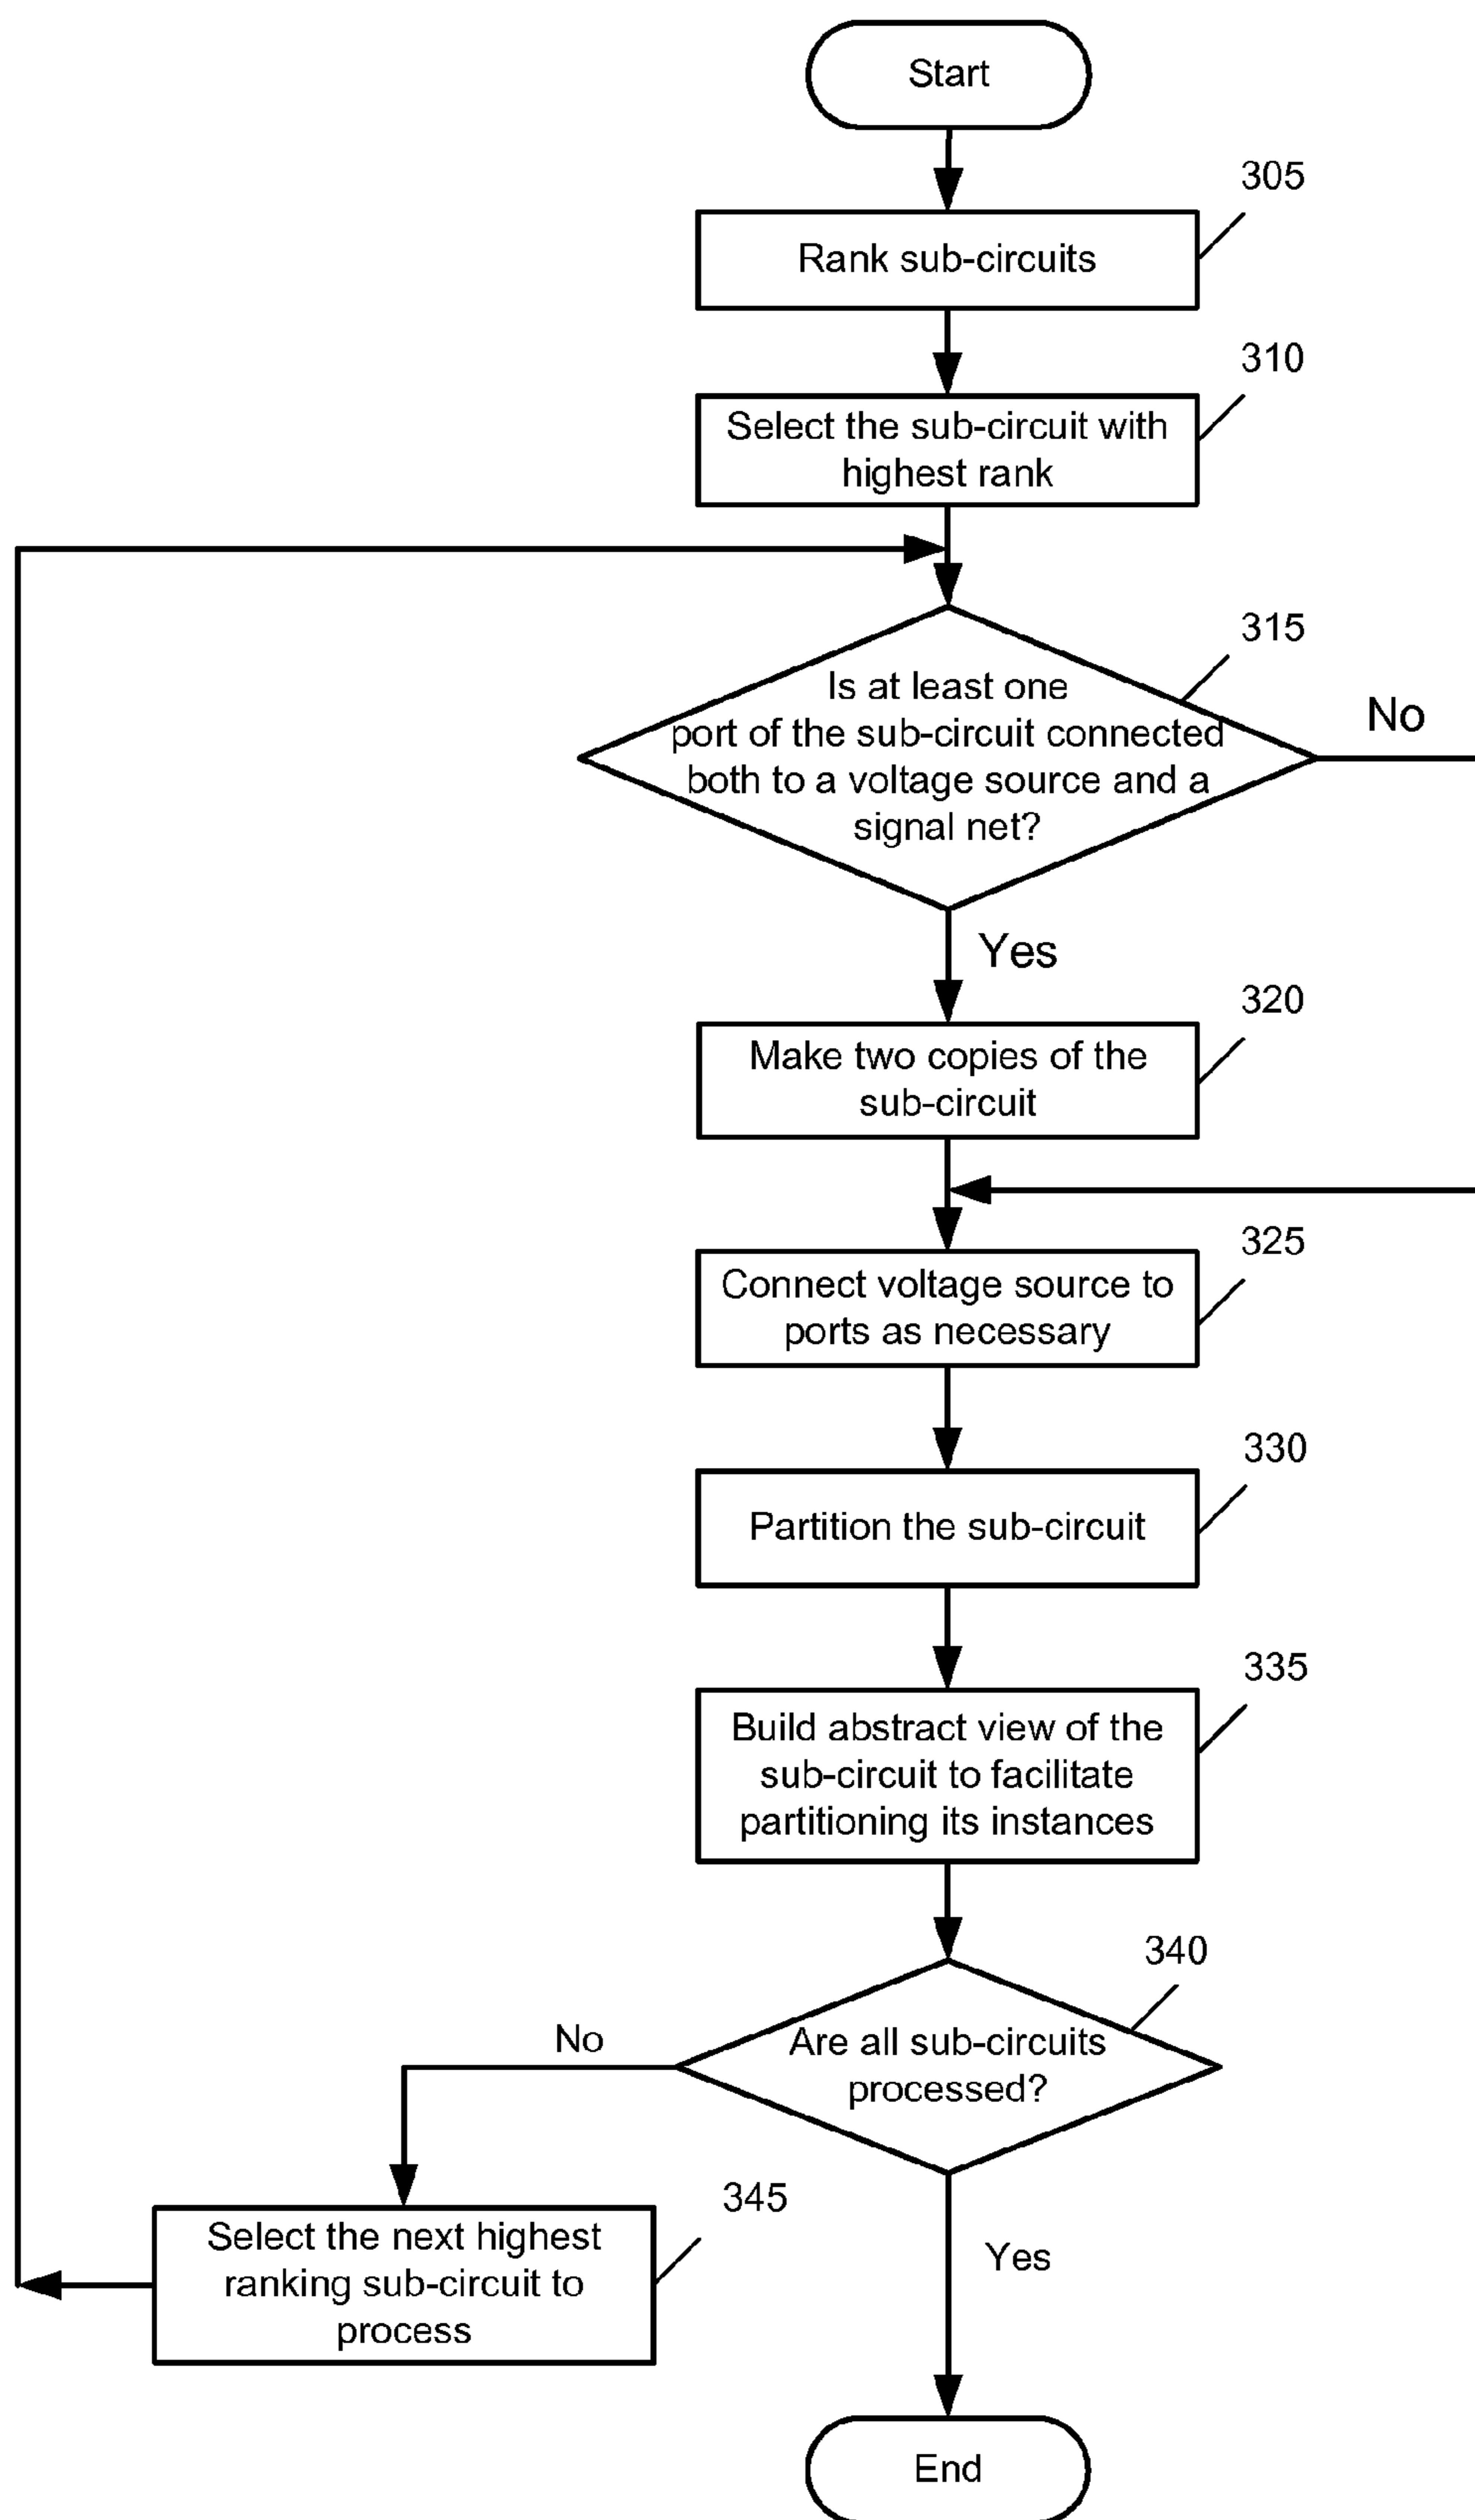 Start
305
Rank sub-circuits
310
Select the sub-circuit with
highest rank
315
Is at least one
port of the sub-circuit connected
both to a voltage source and a
signal net?
No
Yes
320
Make two copies of the
sub-circuit
325
Connect voltage source to
ports as necessary
330
Partition the sub-circuit
335
Build abstract view of the
sub-circuit to facilitate
partitioning its instances
340
Are all sub-circuits
processed?
No
345
Select the next highest
ranking sub-circuit to
process
Yes
End